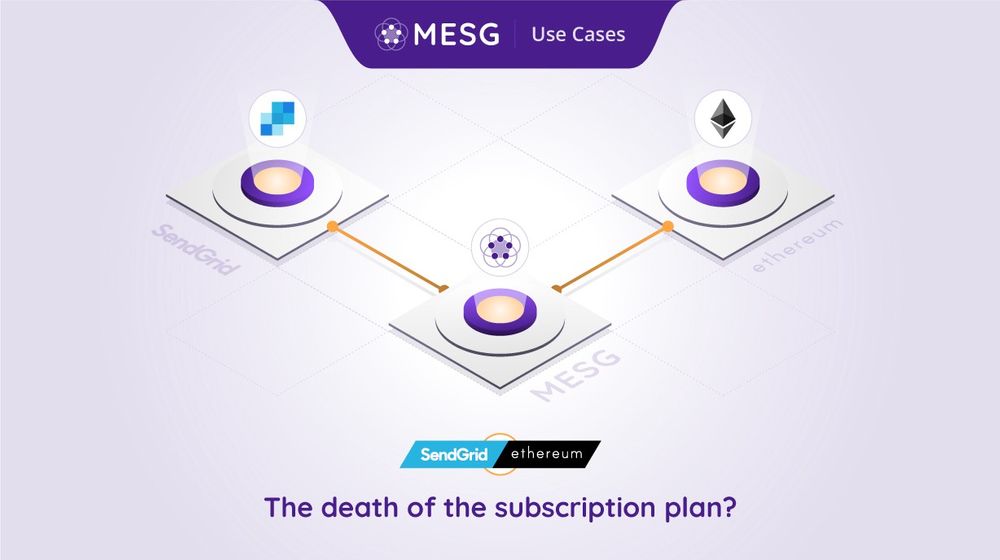 MESG | Use Cases
SendGrid
ethereum
MESG
SendGrid ethereum
The death of the subscription plan?